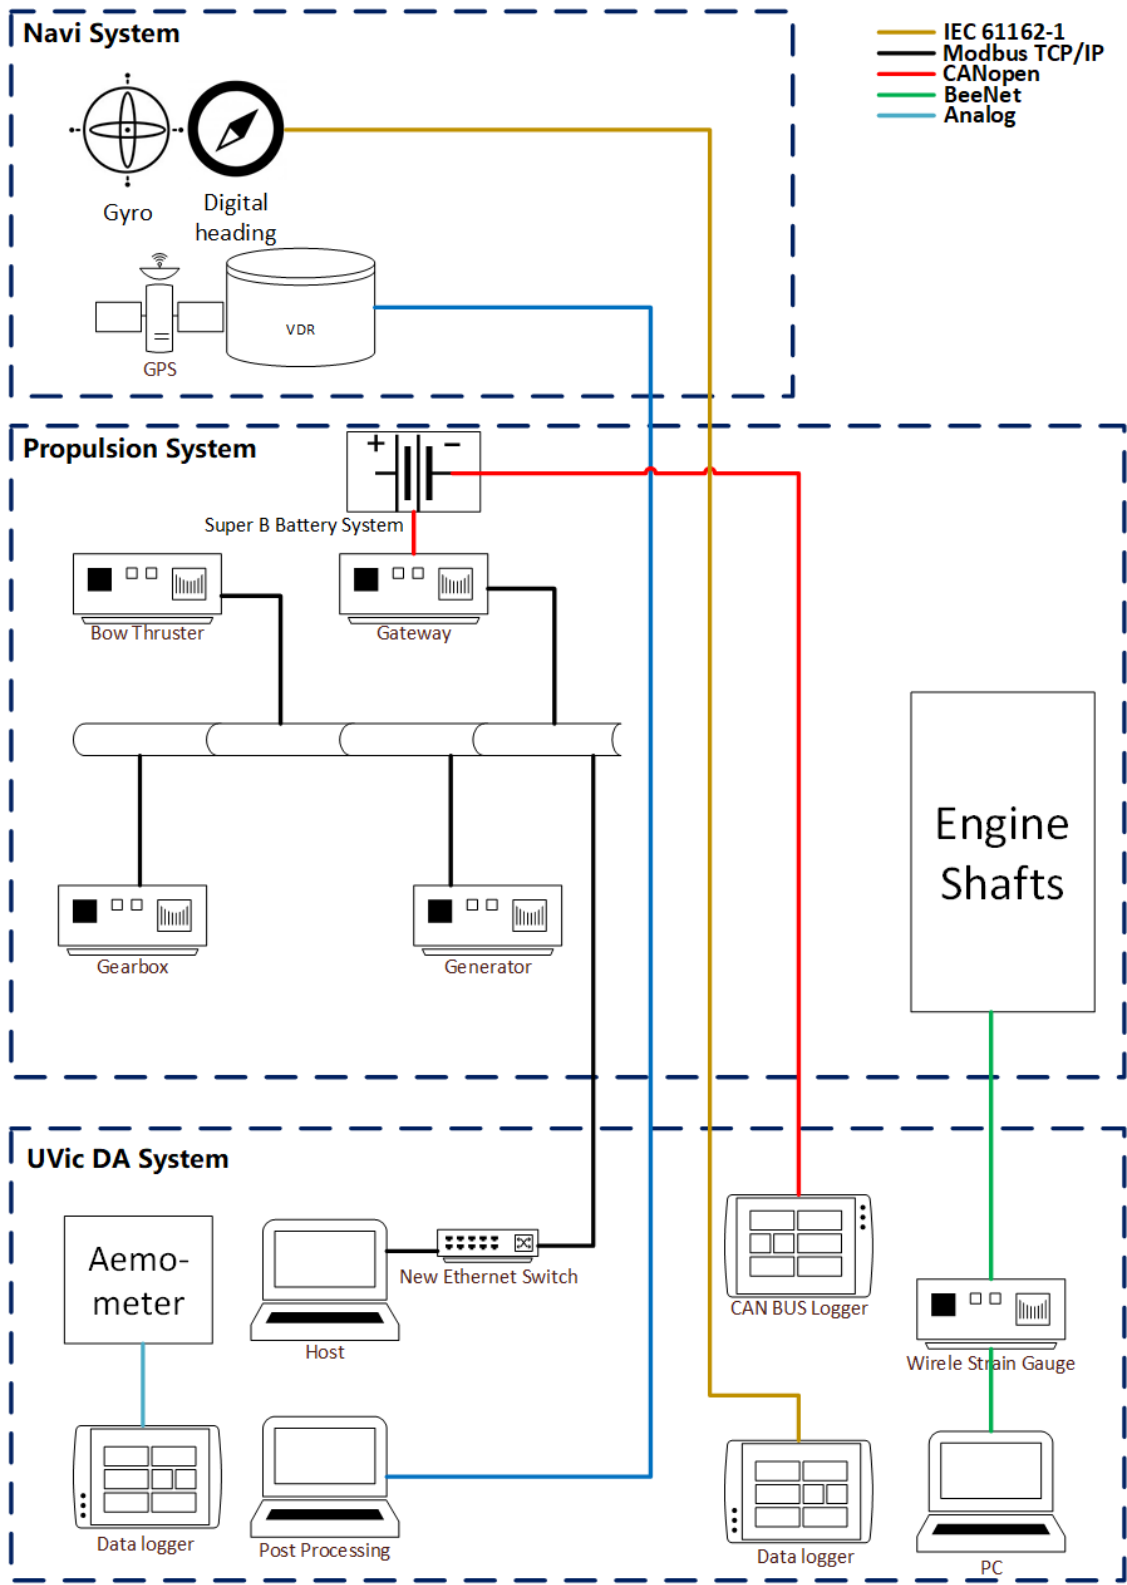 Navi System
IEC 61162-1
Modbus TCP/IP
CANopen
BeeNet
Analog
Gyro
Digital
heading
VDR
GPS
Propulsion System
+
−
Super B Battery System
Bow Thruster
Gateway
Engine
Shafts
Gearbox
Generator
UVic DA System
Aemo-
meter
New Ethernet Switch
Host
CAN BUS Logger
Wirele Strain Gauge
Data logger
Post Processing
Data logger
PC